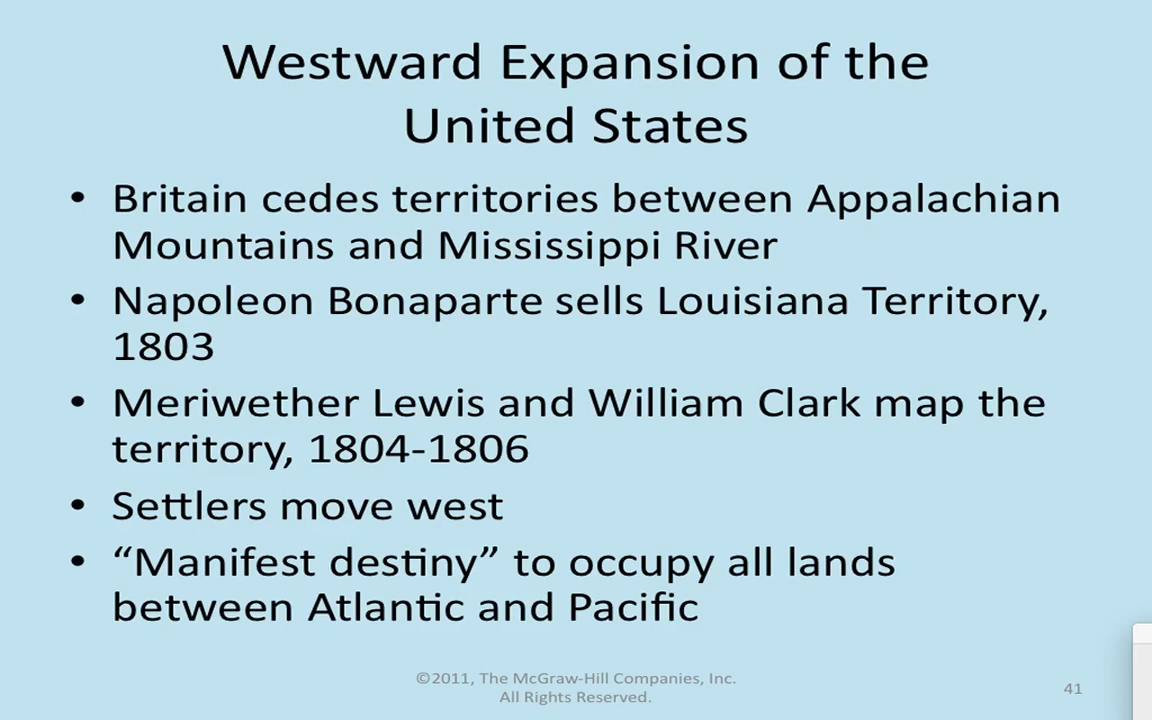 Westward Expansion of the
United States
• Britain cedes territories between Appalachian
Mountains and Mississippi River
• Napoleon Bonaparte sells Louisiana Territory,
1803
• Meriwether Lewis and William Clark map the
territory, 1804-1806
• Settlers move west
• “Manifest destiny” to occupy all lands
between Atlantic and Pacific
©2011, The McGraw-Hill Companies, Inc.
All Rights Reserved.
41